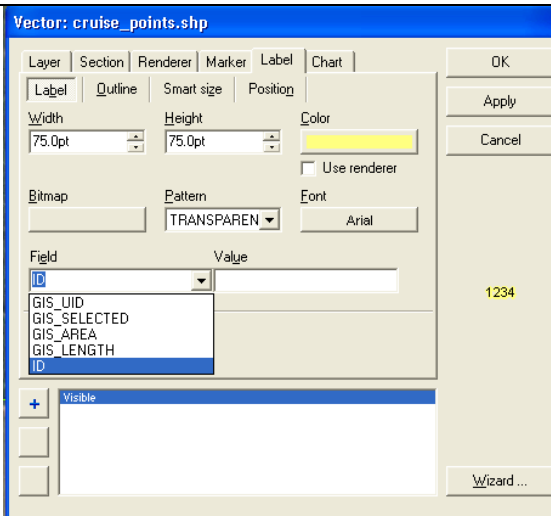 Vector: cruise_points.shp
Layer Section Renderer Marker Label Chart
OK
Label Outline Smart size Position
Apply
Width Height Color
75.0pt 75.0pt
Cancel
Use renderer
Bitmap Pattern Font
TRANSPAREN Arial
Field Value
ID
1234
GIS_UID
GIS_SELECTED
GIS_AREA
GIS_LENGTH
ID
+ Visible
Wizard ...